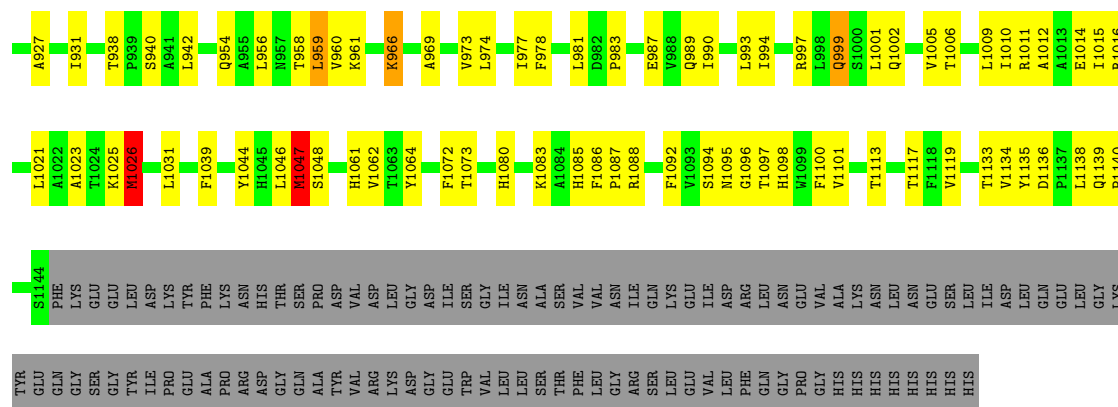 A927 I931 T938 P939 S940 A941 L942 Q954 A955 L956 N957 T958 L959 V960 K961 K966 A969 V973 L974 I977 F978 L981 D982 P983 E987 V988 Q989 I990 L993 I994 R997 L998 Q999 S1000 L1001 Q1002 V1005 T1006 L1009 I1010 R1011 A1012 A1013 E1014 I1015
L1021 A1022 A1023 T1024 K1025 M1026 L1031 F1039 Y1044 H1045 L1046 M1047 S1048 H1061 V1062 T1063 Y1064 F1072 T1073 H1080 K1083 A1084 H1085 F1086 P1087 R1088 F1092 V1093 S1094 N1095 G1096 T1097 H1098 W1099 F1100 V1101 T1113 T1117 F1118 V1119 T1133 V1134 Y1135 D1136 P1137 L1138 Q1139
S1144 PHE LYS GLU GLU LEU ASP LYS TYR PHE LYS ASN HIS THR SER PRO ASP VAL ASP LEU GLY ASP ILE SER GLY ILE ASN ALA SER VAL VAL ASN ILE GLN LYS GLU ILE ASP ARG LEU ASN GLU VAL ALA LYS ASN LEU ASN GLU SER LEU ILE ASP LEU GLN GLU LEU GLY
TYR GLU GLN GLY SER GLY TYR ILE PRO GLU ALA PRO ARG ASP GLY GLN ALA TYR VAL ARG LYS ASP GLY GLU TRP VAL LEU LEU SER THR PHE LEU GLY ARG SER LEU GLU VAL LEU PHE GLN GLY PRO GLY HIS HIS HIS HIS HIS HIS HIS HIS